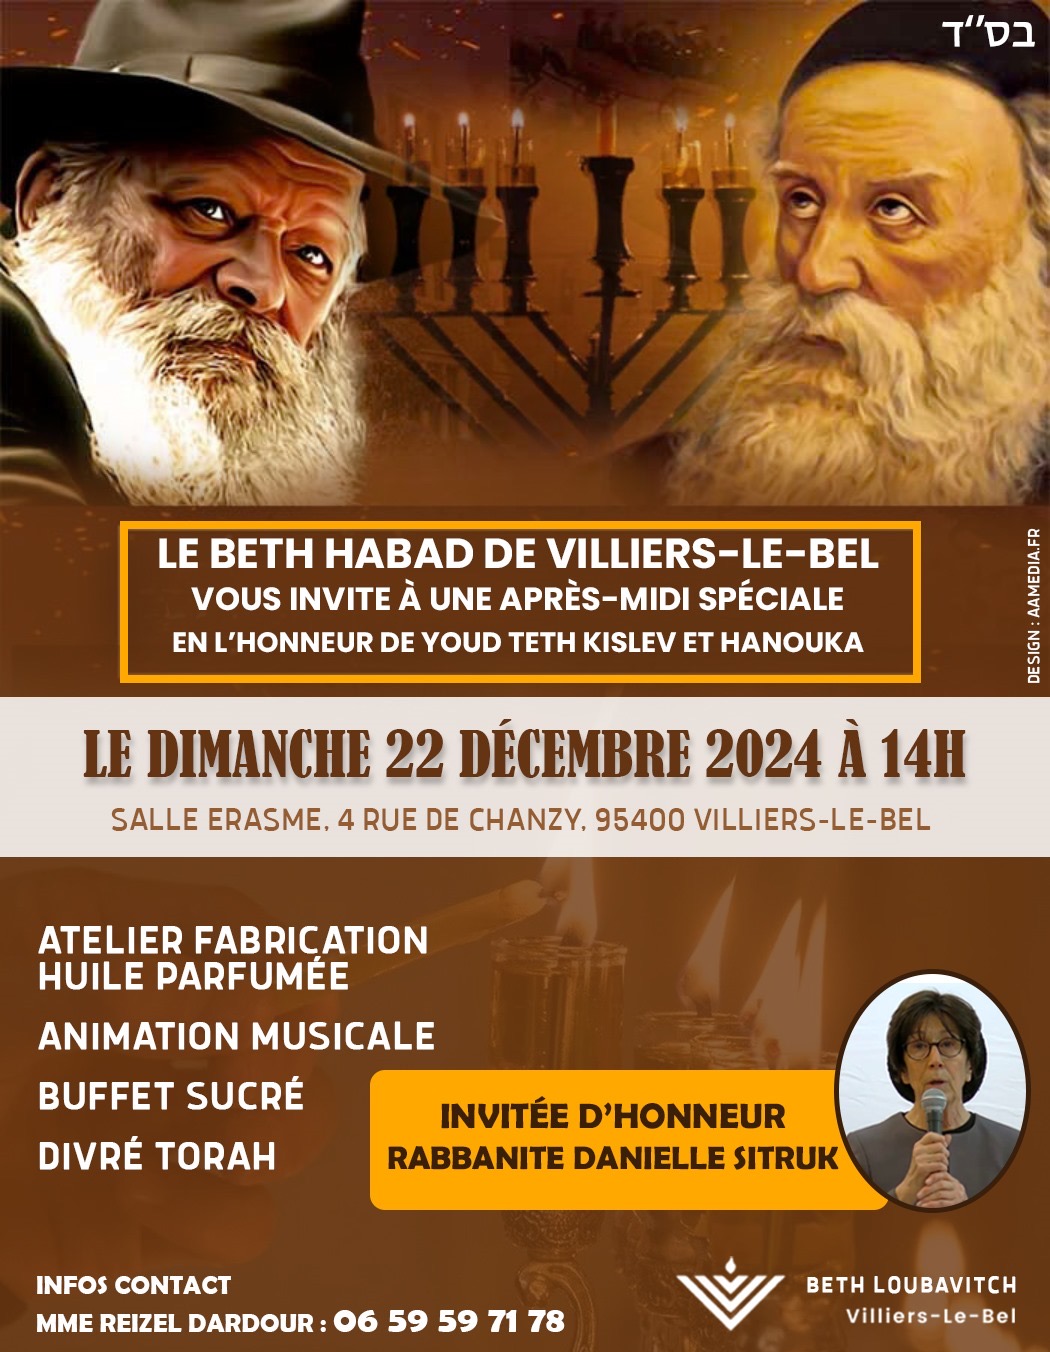 בס"ד
LE BETH HABAD DE VILLIERS-LE-BEL
VOUS INVITE À UNE APRÈS-MIDI SPÉCIALE
EN L'HONNEUR DE YOUD TETH KISLEV ET HANOUKA
DESIGN : AAMEDIA.FR
LE DIMANCHE 22 DÉCEMBRE 2024 À 14H
SALLE ERASME, 4 RUE DE CHANZY, 95400 VILLIERS-LE-BEL
ATELIER FABRICATION
HUILE PARFUMÉE
ANIMATION MUSICALE
BUFFET SUCRÉ
DIVRÉ TORAH
INVITÉE D'HONNEUR
RABBANITE DANIELLE SITRUK
INFOS CONTACT
MME REIZEL DARDOUR : 06 59 59 71 78
BETH LOUBAVITCH
Villiers-Le-Bel